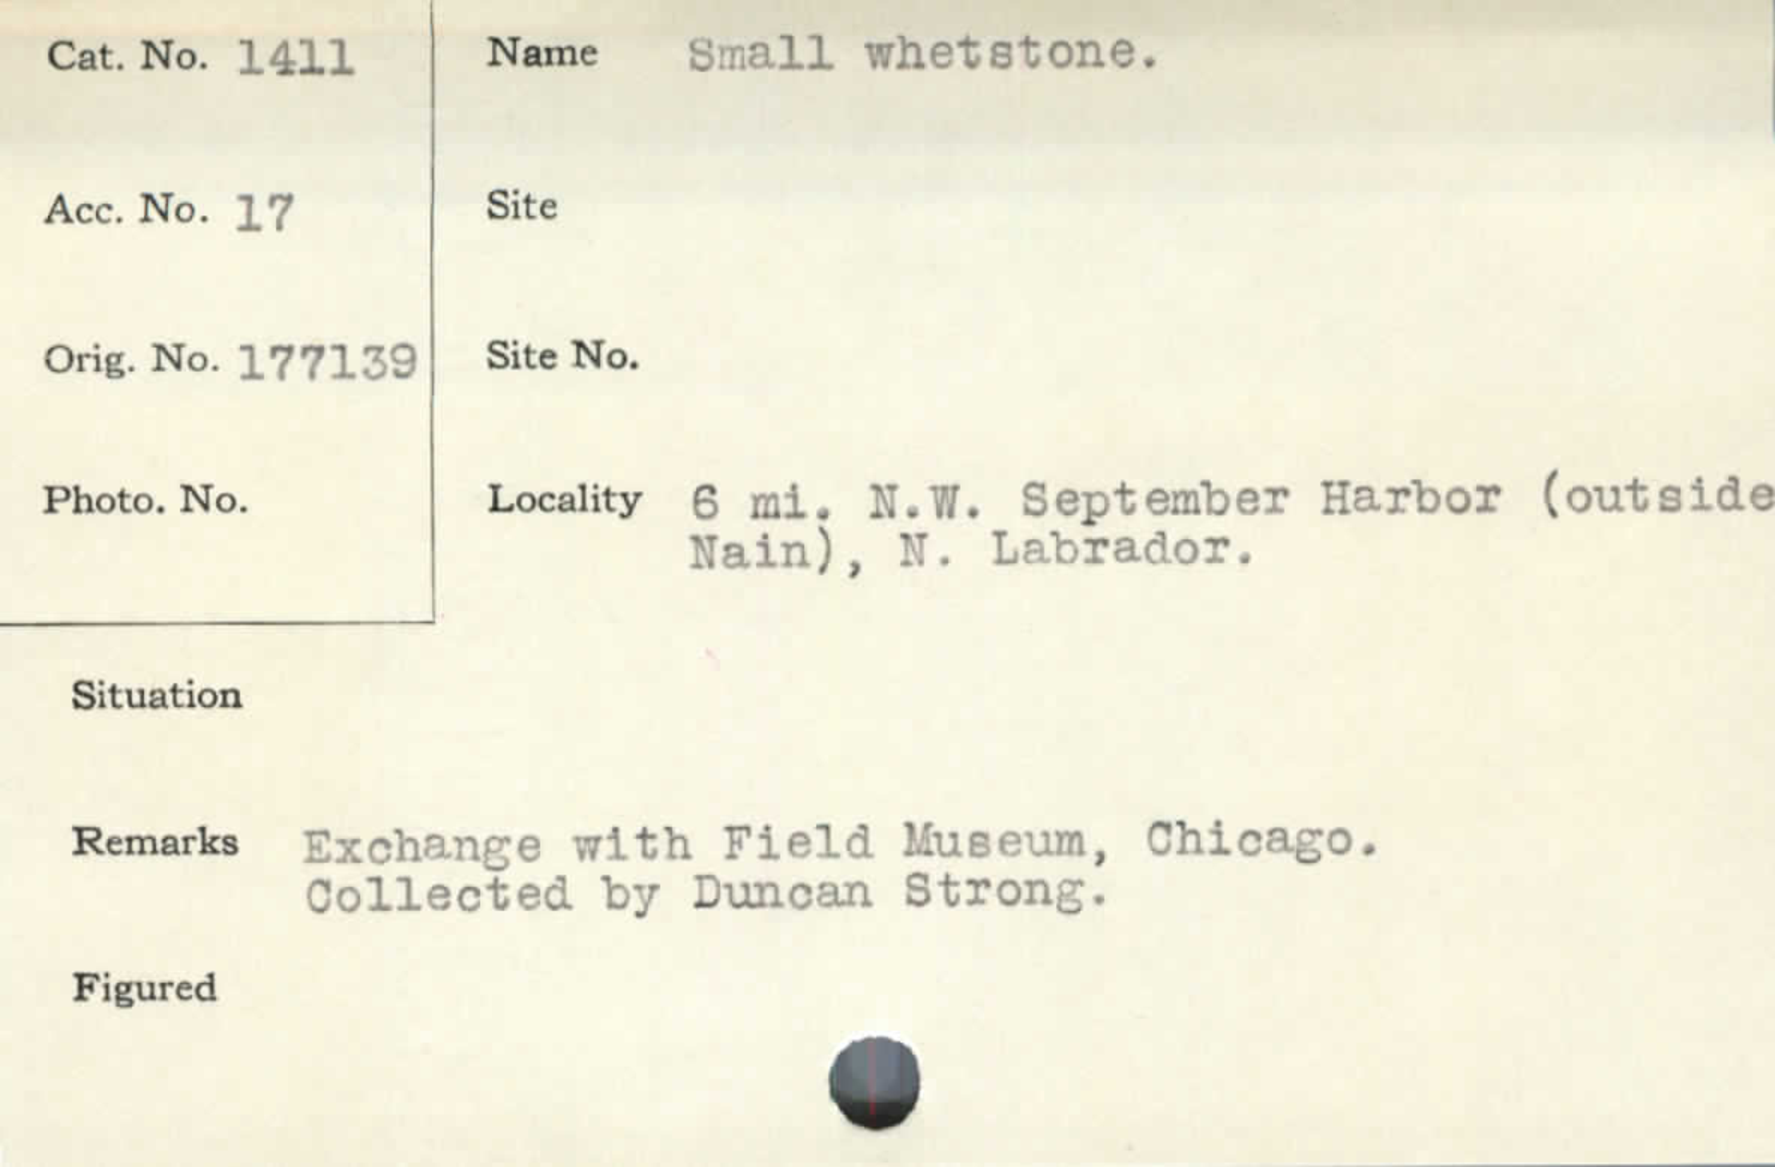 Cat. No. 1411
Name Small whetstone.
Acc. No. 17
Site
Orig. No. 177139
Site No.
Photo. No.
Locality 6 mi. N.W. September Harbor (outside
Nain), N. Labrador.
Situation
Remarks Exchange with Field Museum, Chicago.
Collected by Duncan Strong.
Figured